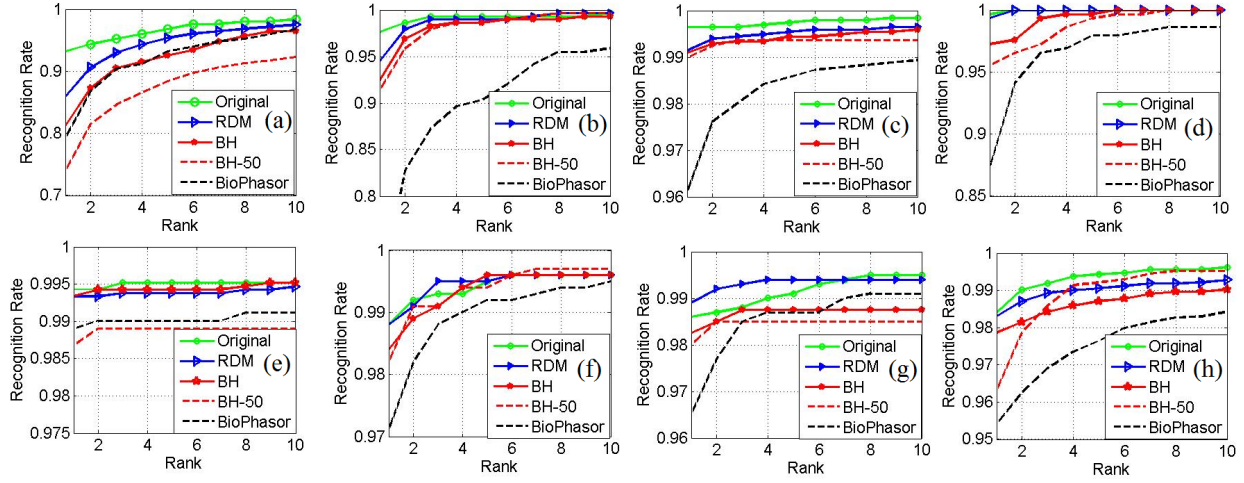 1
0.9
0.8
0.7
2 4 6 8 10
Recognition Rate
Rank
Original
RDM
BH
BH-50
BioPhasor
(a)
1
0.95
0.9
0.85
0.8
2 4 6 8 10
Recognition Rate
Rank
Original
RDM
BH
BH-50
BioPhasor
(b)
1
0.99
0.98
0.97
0.96
2 4 6 8 10
Recognition Rate
Rank
Original
RDM
BH
BH-50
BioPhasor
(c)
1
0.95
0.9
0.85
2 4 6 8 10
Recognition Rate
Rank
Original
RDM
BH
BH-50
BioPhasor
(d)
1
0.995
0.99
0.985
0.98
0.975
2 4 6 8 10
Recognition Rate
Rank
Original
RDM
BH
BH-50
BioPhasor
(e)
1
0.99
0.98
0.97
2 4 6 8 10
Recognition Rate
Rank
Original
RDM
BH
BH-50
BioPhasor
(f)
1
0.99
0.98
0.97
0.96
2 4 6 8 10
Recognition Rate
Rank
Original
RDM
BH
BH-50
BioPhasor
(g)
1
0.99
0.98
0.97
0.96
0.95
2 4 6 8 10
Recognition Rate
Rank
Original
RDM
BH
BH-50
BioPhasor
(h)